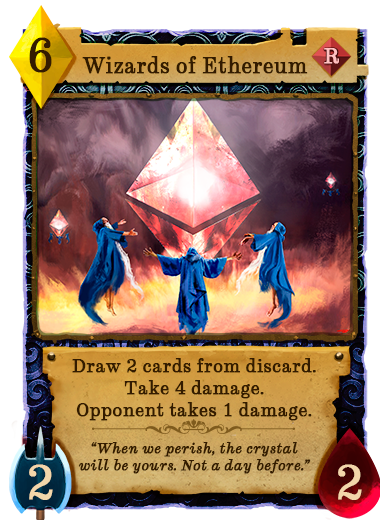 6
Wizards of Ethereum
R
Draw 2 cards from discard.
Take 4 damage.
Opponent takes 1 damage.
“When we perish, the crystal
will be yours. Not a day before.”
2
2